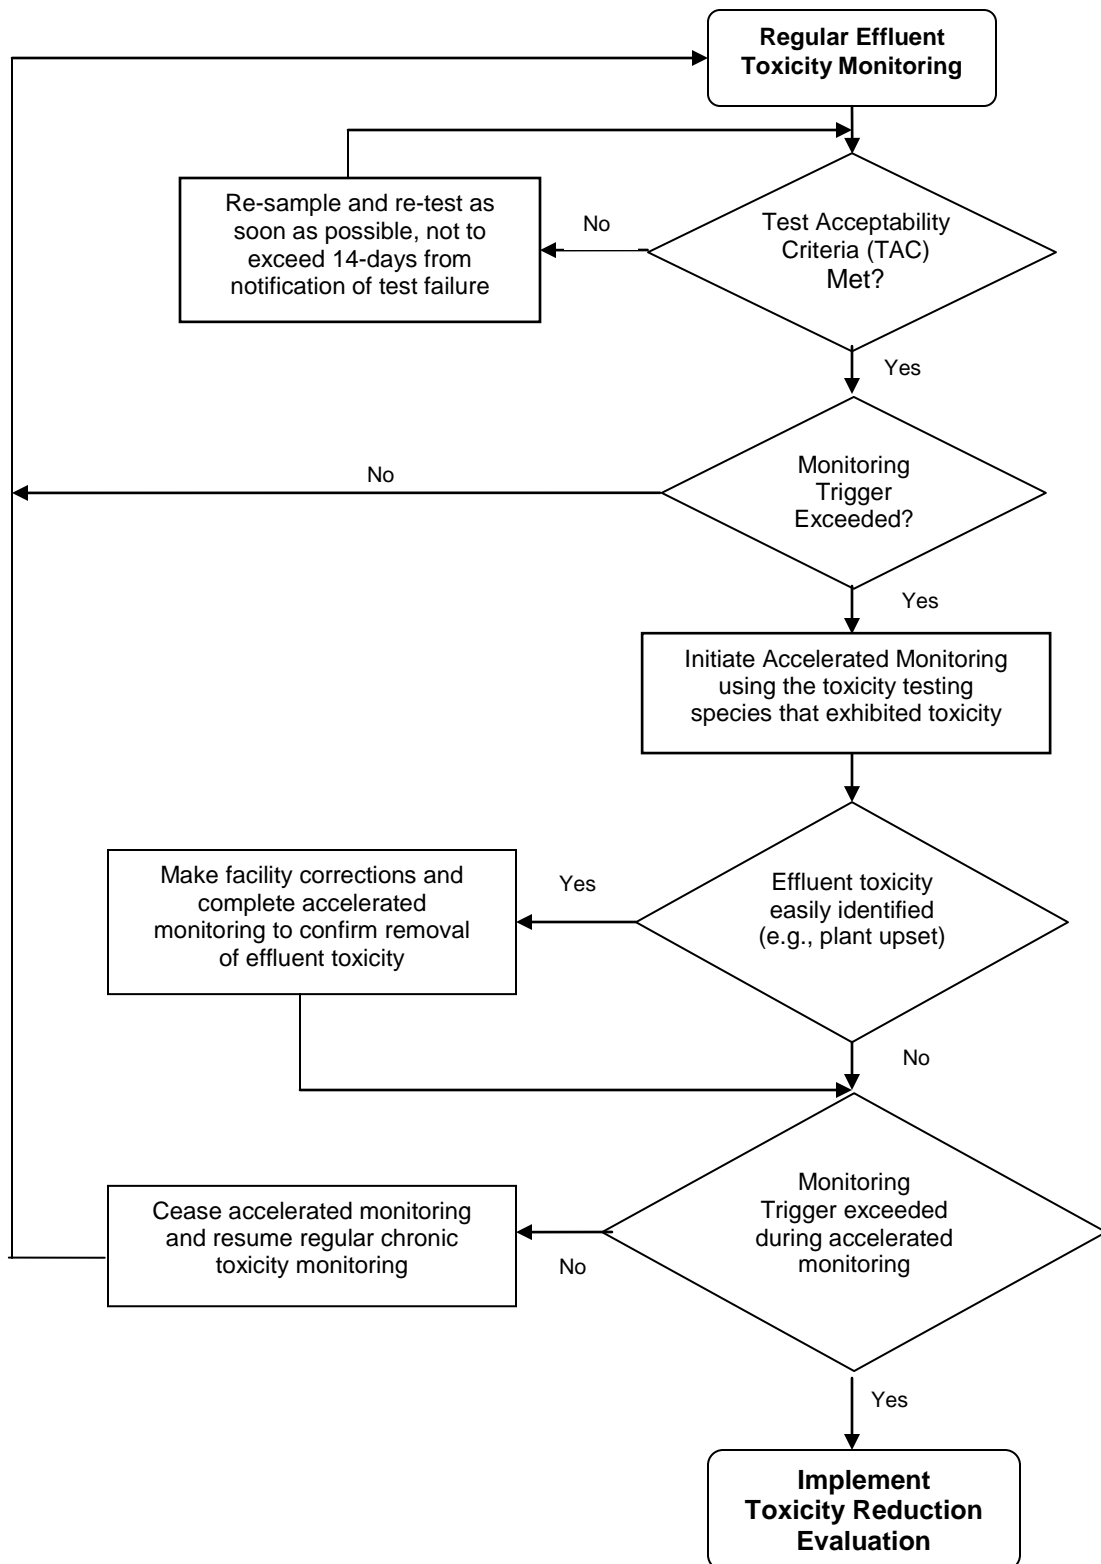 Regular Effluent
Toxicity Monitoring
Re-sample and re-test as
soon as possible, not to
exceed 14-days from
notification of test failure
No
Test Acceptability
Criteria (TAC)
Met?
Yes
No
Monitoring
Trigger
Exceeded?
Yes
Initiate Accelerated Monitoring
using the toxicity testing
species that exhibited toxicity
Make facility corrections and
complete accelerated
monitoring to confirm removal
of effluent toxicity
Yes
Effluent toxicity
easily identified
(e.g., plant upset)
No
Cease accelerated monitoring
and resume regular chronic
toxicity monitoring
No
Monitoring
Trigger exceeded
during accelerated
monitoring
Yes
Implement
Toxicity Reduction
Evaluation